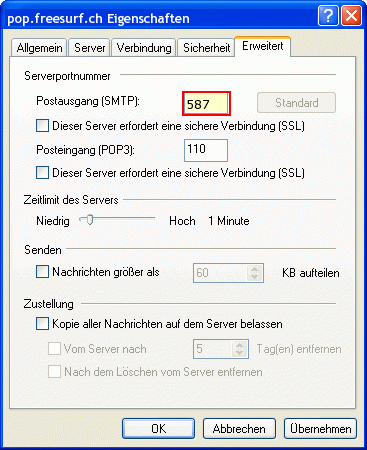 pop.freesurf.ch Eigenschaften
Allgemein Server Verbindung Sicherheit Erweitert
Serverportnummer
Postausgang (SMTP): 587 Standard
Dieser Server erfordert eine sichere Verbindung (SSL)
Posteingang (POP3): 110
Dieser Server erfordert eine sichere Verbindung (SSL)
Zeitlimit des Servers
Niedrig Hoch 1 Minute
Senden
Nachrichten größer als 60 KB aufteilen
Zustellung
Kopie aller Nachrichten auf dem Server belassen
Vom Server nach 5 Tag(en) entfernen
Nach dem Löschen vom Server entfernen
OK Abbrechen Übernehmen